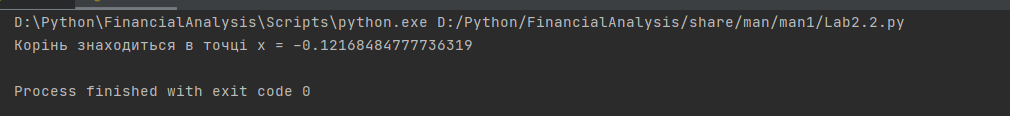 D:\Python\FinancialAnalysis\Scripts\python.exe D:/Python/FinancialAnalysis/share/man/man1/Lab2.2.py
Корінь знаходиться в точці x = -0.12168484777736319
Process finished with exit code 0